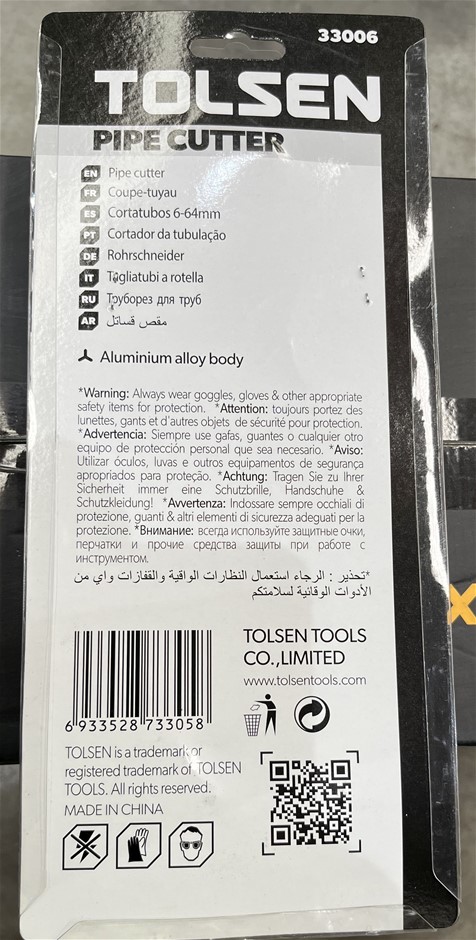 33006
TOLSEN
PIPE CUTTER
EN Pipe cutter
FR Coupe-tuyau
ES Cortatubos 6-64mm
PT Cortador da tubulação
DE Rohrschneider
IT Tagliatubi a rotella
RU Труборез для труб
AR مقص قساتل
Aluminium alloy body
*Warning: Always wear goggles, gloves & other appropriate
safety items for protection. *Attention: toujours portez des
lunettes, gants et d'autres objets de sécurité pour protection.
*Advertencia: Siempre use gafas, guantes o cualquier otro
equipo de protección personal que sea necesario. *Aviso:
Utilizar óculos, luvas e outros equipamentos de segurança
apropriados para proteção. *Achtung: Tragen Sie zu Ihrer
Sicherheit immer eine Schutzbrille, Handschuhe &
Schutzkleidung! *Avvertenza: Indossare sempre occhiali di
protezione, guanti & altri elementi di sicurezza adeguati per la
protezione. *Внимание: всегда используйте защитные очки,
перчатки и прочие средства защиты при работе с
инструментом.
*تحذير : الرجاء استعمال النظارات الواقية والقفازات واي من
الأدوات الوقائية لسلامتكم
6 933528 733058
TOLSEN TOOLS
CO.,LIMITED
www.tolsentools.com
TOLSEN is a trademark or
registered trademark of TOLSEN
TOOLS. All rights reserved.
MADE IN CHINA
X